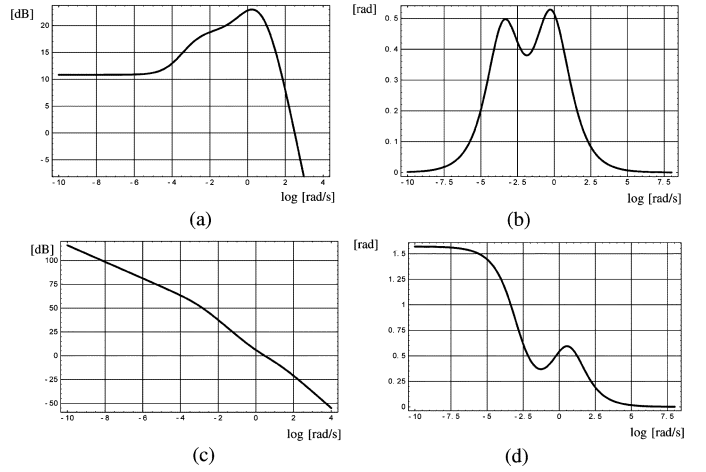 [dB]
20
15
10
5
0
- 5
- 10 - 8 - 6 - 4 - 2 0 2 4
log [rad/s]
(a)
[rad]
0. 5
0. 4
0. 3
0. 2
0. 1
0
- 10 - 7. 5 - 5 - 2. 5 0 2. 5 5 7. 5
log [rad/s]
(b)
[dB]
100
75
50
25
0
- 25
- 50
- 10 - 8 - 6 - 4 - 2 0 2 4
log [rad/s]
(c)
[rad]
1. 5
1. 25
1
0. 75
0. 5
0. 25
0
- 10 - 7. 5 - 5 - 2. 5 0 2. 5 5 7. 5
log [rad/s]
(d)